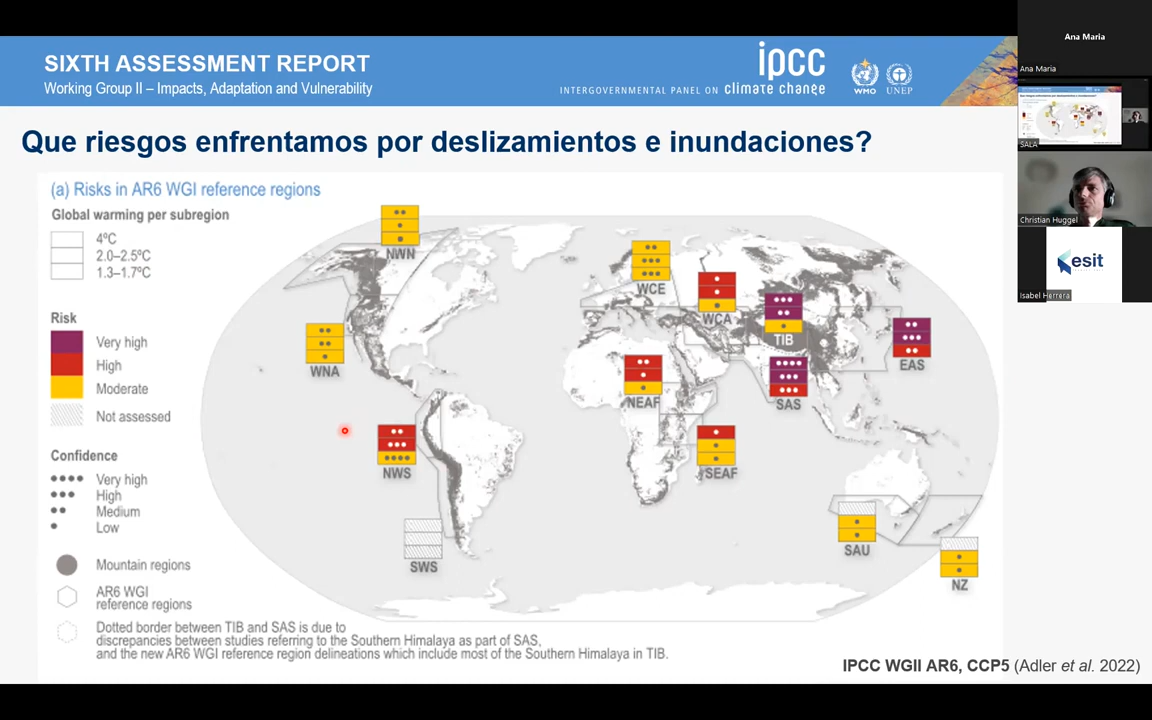 SIXTH ASSESSMENT REPORT
Working Group II – Impacts, Adaptation and Vulnerability
ipcc
INTERGOVERNMENTAL PANEL ON climate change
WMO
UNEP
Ana Maria
Ana Maria
SALA
Christian Huggel
esit
Isabel Herrera
Que riesgos enfrentamos por deslizamientos e inundaciones?
(a) Risks in AR6 WGI reference regions
Global warming per subregion
4ºC
2.0–2.5ºC
1.3–1.7ºC
Risk
Very high
High
Moderate
Not assessed
Confidence
Very high
High
Medium
Low
Mountain regions
AR6 WGI
reference regions
Dotted border between TIB and SAS is due to
discrepancies between studies referring to the Southern Himalaya as part of SAS,
and the new AR6 WGI reference region delineations which include most of the Southern Himalaya in TIB.
NWN
WCE
WCA
TIB
EAS
WNA
NEAF
SAS
NWS
SEAF
SWS
SAU
NZ
IPCC WGII AR6, CCP5 (Adler et al. 2022)